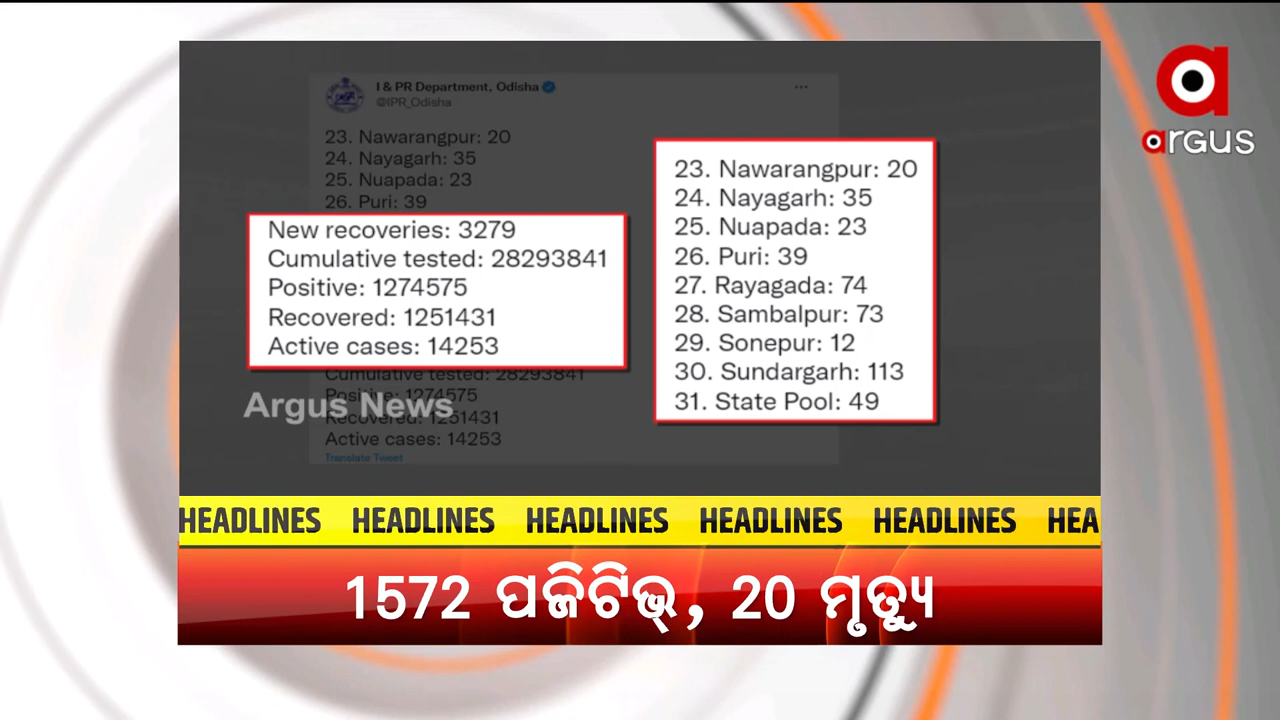 I & PR Department, Odisha
@IPR_Odisha
23. Nawarangpur: 20
24. Nayagarh: 35
25. Nuapada: 23
26. Puri: 39
New recoveries: 3279
Cumulative tested: 28293841
Positive: 1274575
Recovered: 1251431
Active cases: 14253
Cumulative tested: 28293841
Positive: 1274575
Recovered: 1251431
Active cases: 14253
Translate Tweet
Argus News
23. Nawarangpur: 20
24. Nayagarh: 35
25. Nuapada: 23
26. Puri: 39
27. Rayagada: 74
28. Sambalpur: 73
29. Sonepur: 12
30. Sundargarh: 113
31. State Pool: 49
a
argus
HEADLINES HEADLINES HEADLINES HEADLINES HEADLINES HEA
1572 ପଜିଟିଭ୍, 20 ମୃତ୍ୟୁ